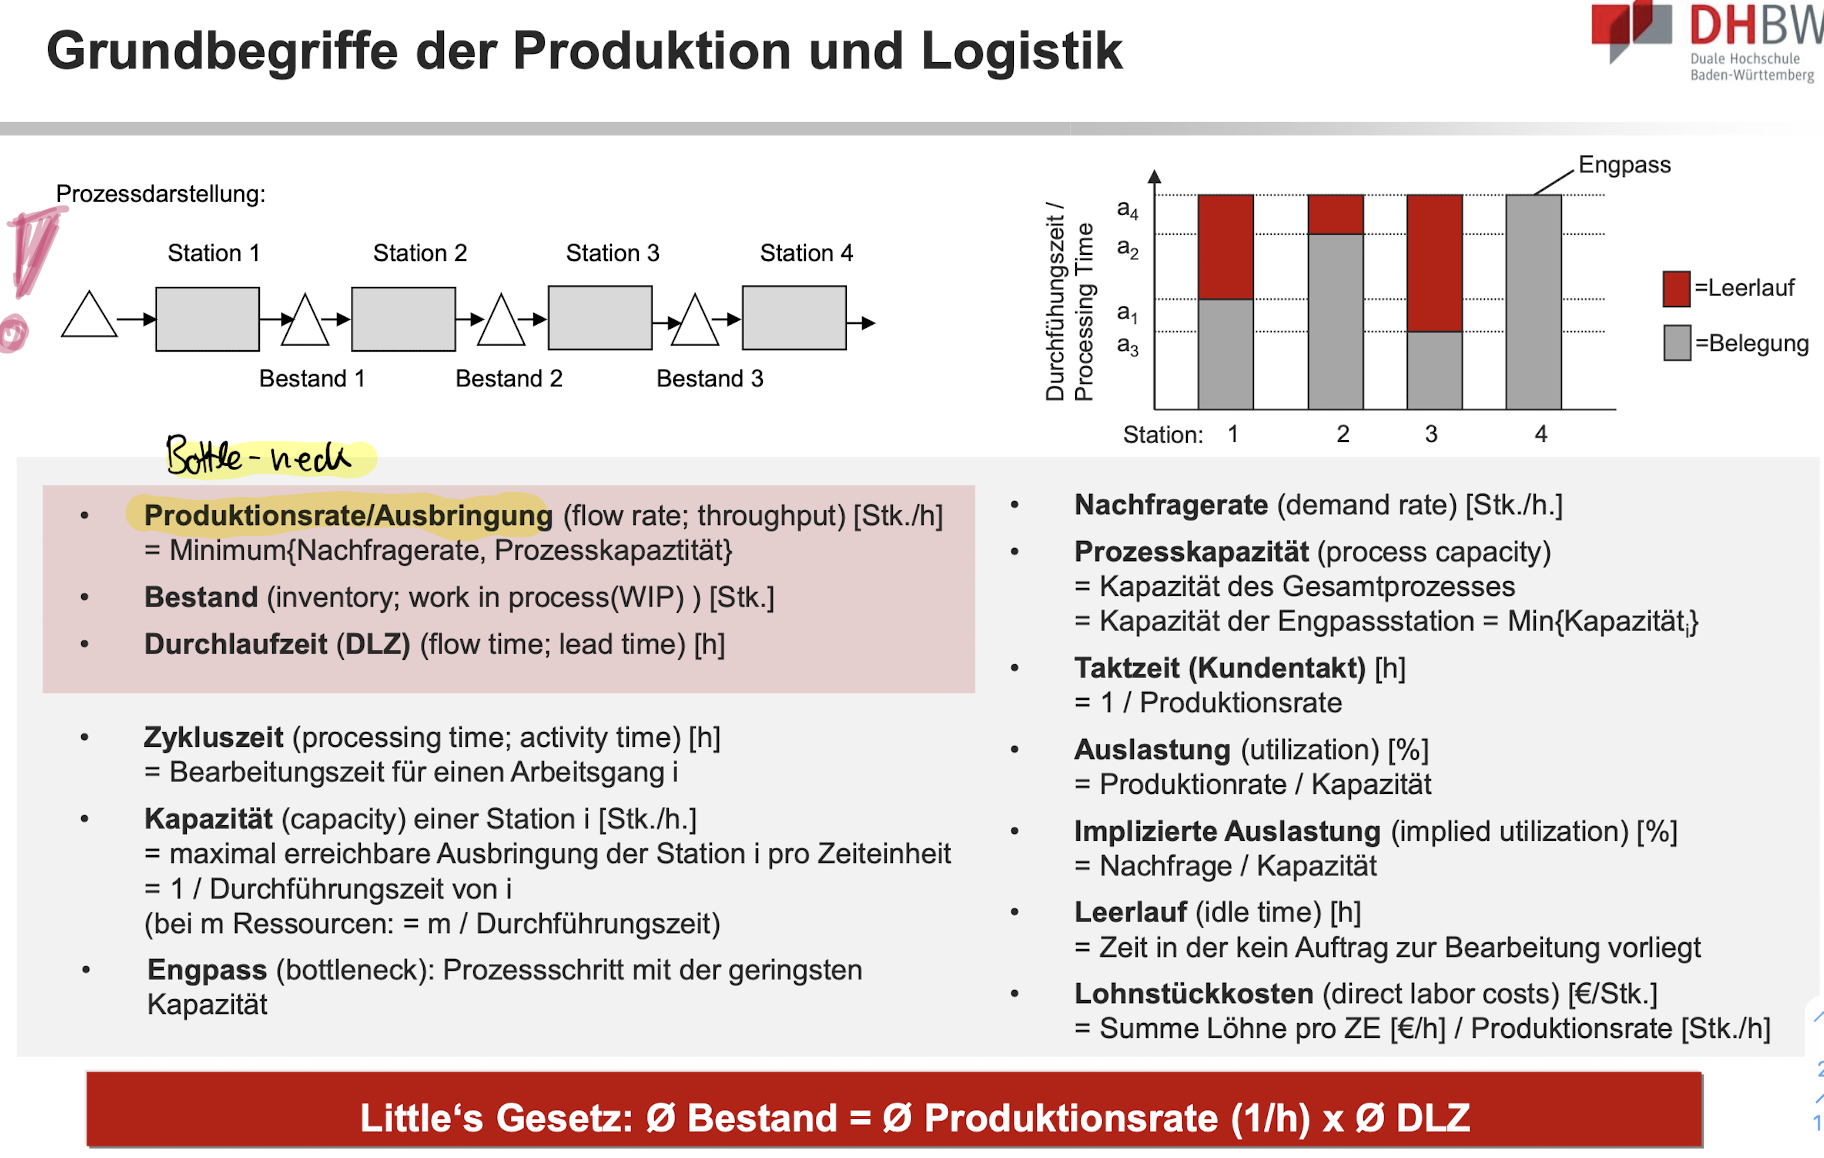 Grundbegriffe der Produktion und Logistik
DHBW
Duale Hochschule
Baden-Württemberg
Prozessdarstellung:
Station 1
Station 2
Station 3
Station 4
Bestand 1
Bestand 2
Bestand 3
Durchführungszeit /
Processing Time
a4
a2
a1
a3
Engpass
=Leerlauf
=Belegung
Station: 1 2 3 4
Bottle-neck
• Produktionsrate/Ausbringung (flow rate; throughput) [Stk./h]
= Minimum{Nachfragerate, Prozesskapaztität}
• Bestand (inventory; work in process(WIP) ) [Stk.]
• Durchlaufzeit (DLZ) (flow time; lead time) [h]
• Zykluszeit (processing time; activity time) [h]
= Bearbeitungszeit für einen Arbeitsgang i
• Kapazität (capacity) einer Station i [Stk./h.]
= maximal erreichbare Ausbringung der Station i pro Zeiteinheit
= 1 / Durchführungszeit von i
(bei m Ressourcen: = m / Durchführungszeit)
• Engpass (bottleneck): Prozessschritt mit der geringsten
Kapazität
• Nachfragerate (demand rate) [Stk./h.]
• Prozesskapazität (process capacity)
= Kapazität des Gesamtprozesses
= Kapazität der Engpassstation = Min{Kapazitäti}
• Taktzeit (Kundentakt) [h]
= 1 / Produktionsrate
• Auslastung (utilization) [%]
= Produktionrate / Kapazität
• Implizierte Auslastung (implied utilization) [%]
= Nachfrage / Kapazität
• Leerlauf (idle time) [h]
= Zeit in der kein Auftrag zur Bearbeitung vorliegt
• Lohnstückkosten (direct labor costs) [€/Stk.]
= Summe Löhne pro ZE [€/h] / Produktionsrate [Stk./h]
Little‘s Gesetz: Ø Bestand = Ø Produktionsrate (1/h) x Ø DLZ